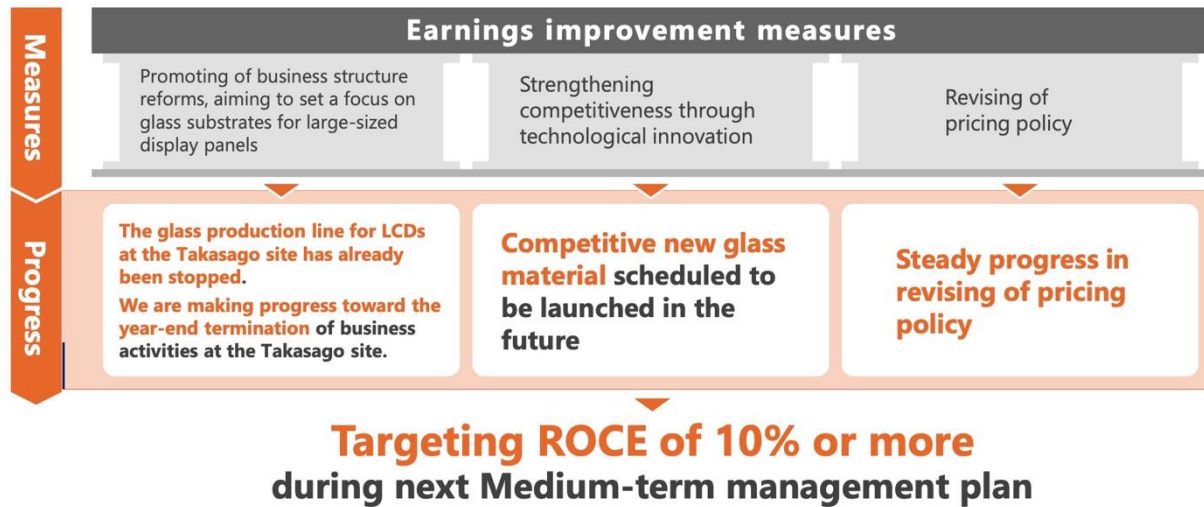 Measures
Earnings improvement measures
Promoting of business structure
reforms, aiming to set a focus on
glass substrates for large-sized
display panels
Strengthening
competitiveness through
technological innovation
Revising of
pricing policy
Progress
The glass production line for LCDs
at the Takasago site has already
been stopped.
We are making progress toward the
year-end termination of business
activities at the Takasago site.
Competitive new glass
material scheduled to
be launched in the
future
Steady progress in
revising of pricing
policy
Targeting ROCE of 10% or more
during next Medium-term management plan